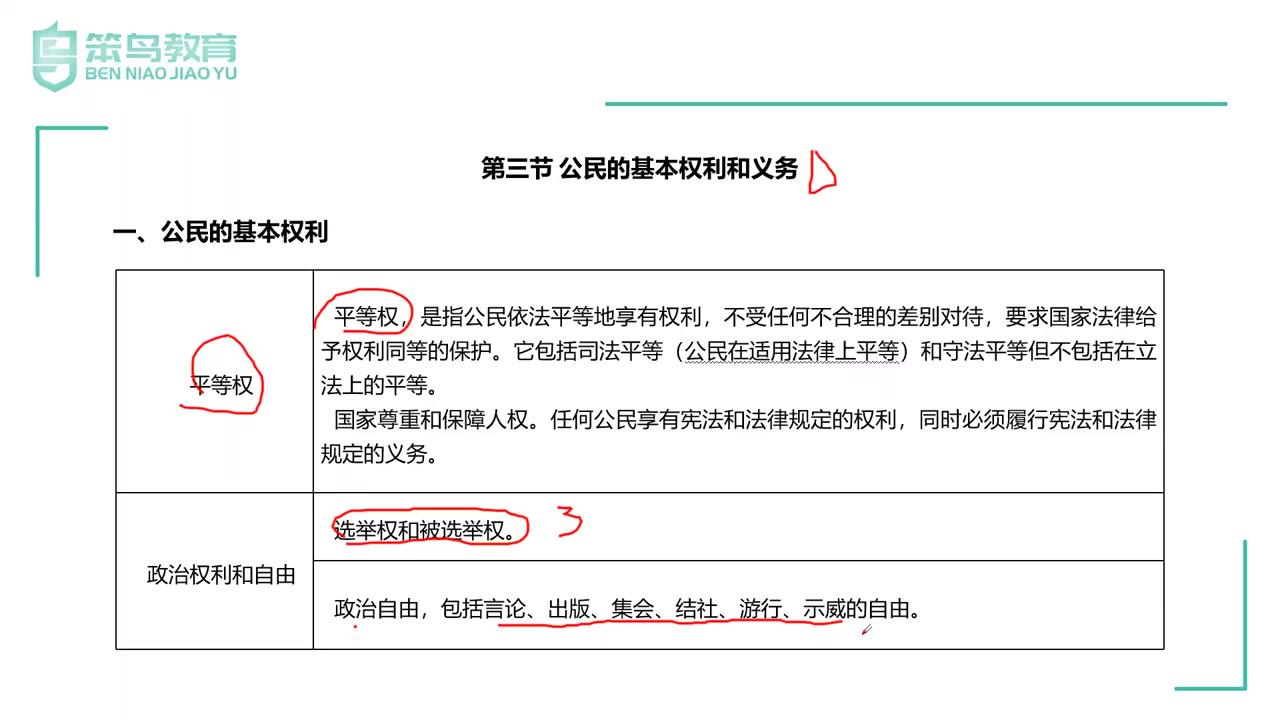 笨鸟教育
BEN NIAO JIAO YU
第三节 公民的基本权利和义务
一、公民的基本权利
平等权
平等权，是指公民依法平等地享有权利，不受任何不合理的差别对待，要求国家法律给
予权利同等的保护。它包括司法平等（公民在适用法律上平等）和守法平等但不包括在立
法上的平等。
国家尊重和保障人权。任何公民享有宪法和法律规定的权利，同时必须履行宪法和法律
规定的义务。
政治权利和自由
选举权和被选举权。 3
政治自由，包括言论、出版、集会、结社、游行、示威的自由。